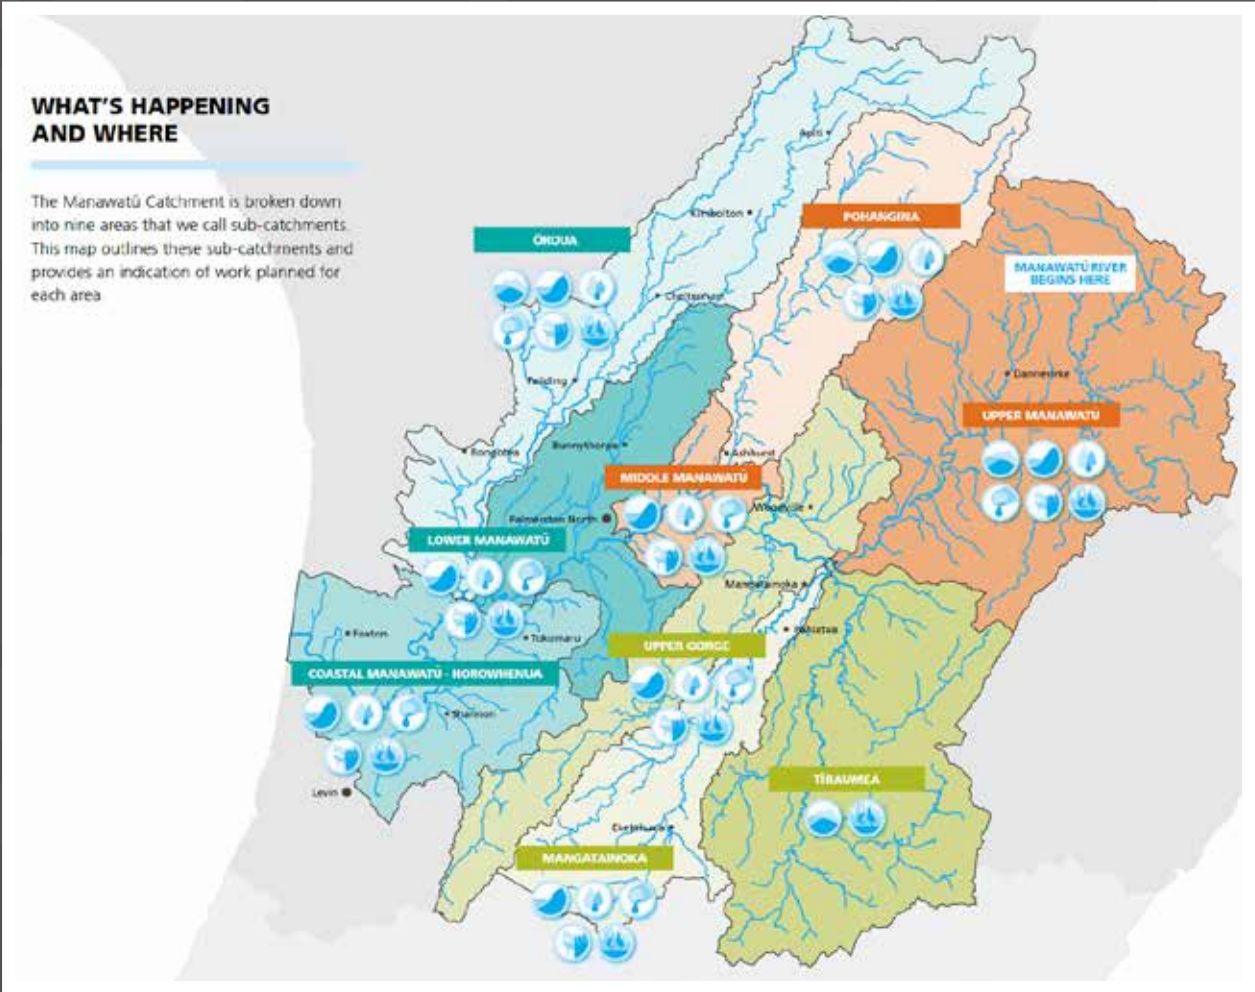 WHAT'S HAPPENING
AND WHERE
The Manawatū Catchment is broken down
into nine areas that we call sub-catchments.
This map outlines these sub-catchments and
provides an indication of work planned for
each area
Apiti
Kimbolton
POHANGINA
ŌROUA
MANAWATŪ RIVER
BEGINS HERE
Cheltenham
Feilding
Dannevirke
UPPER MANAWATŪ
Bunnythorpe
Rongotea
Ashhurst
MIDDLE MANAWATŪ
Woodville
Palmerston North
LOWER MANAWATŪ
Mangatainoka
Pahiatua
Foxton
Tokomaru
UPPER GORGE
COASTAL MANAWATŪ - HOROWHENUA
Shannon
TĪRAUMEA
Levin
Eketahuna
MANGATAINOKA